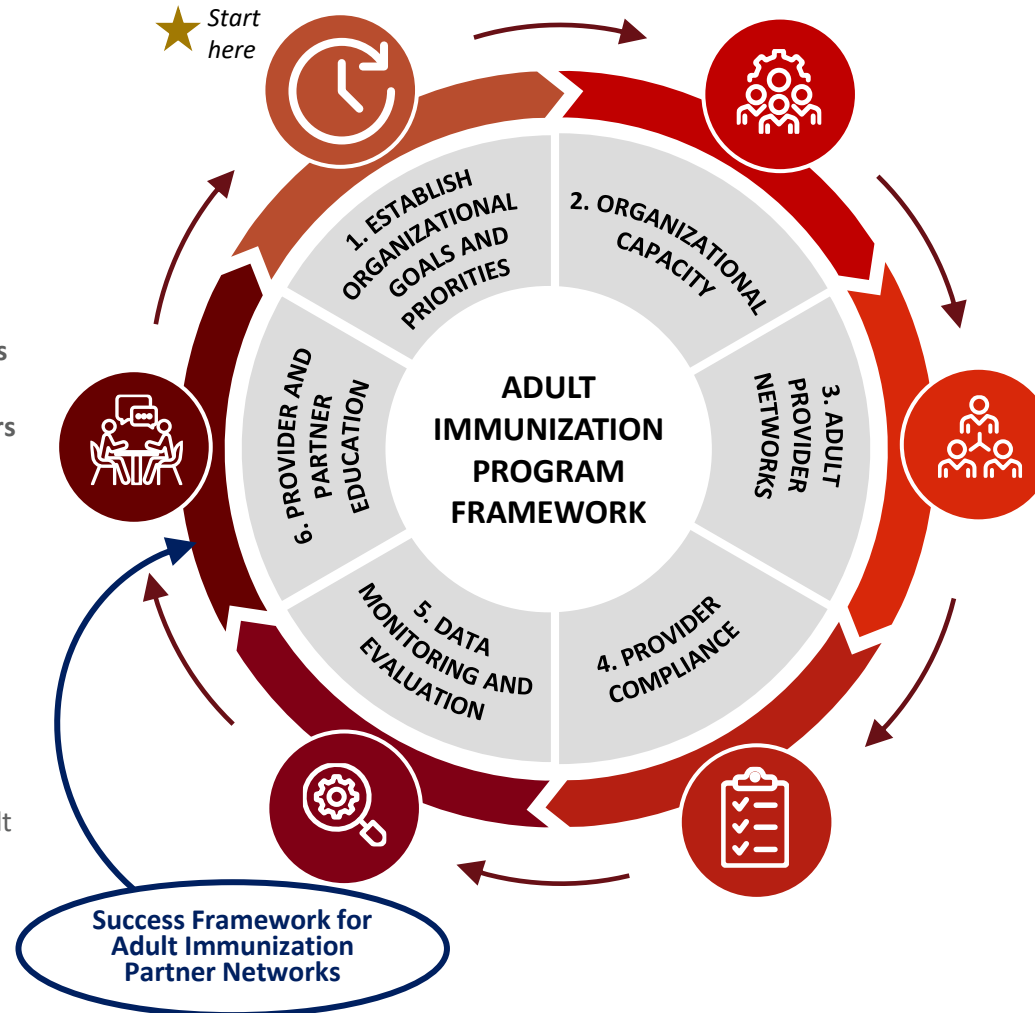 Start
here
1. ESTABLISH
ORGANIZATIONAL
GOALS AND
PRIORITIES
2. ORGANIZATIONAL
CAPACITY
3. ADULT
PROVIDER
NETWORKS
4. PROVIDER
COMPLIANCE
5. DATA
MONITORING AND
EVALUATION
6. PROVIDER AND
PARTNER
EDUCATION
ADULT
IMMUNIZATION
PROGRAM
FRAMEWORK
s
rs
lt
Success Framework for
Adult Immunization
Partner Networks